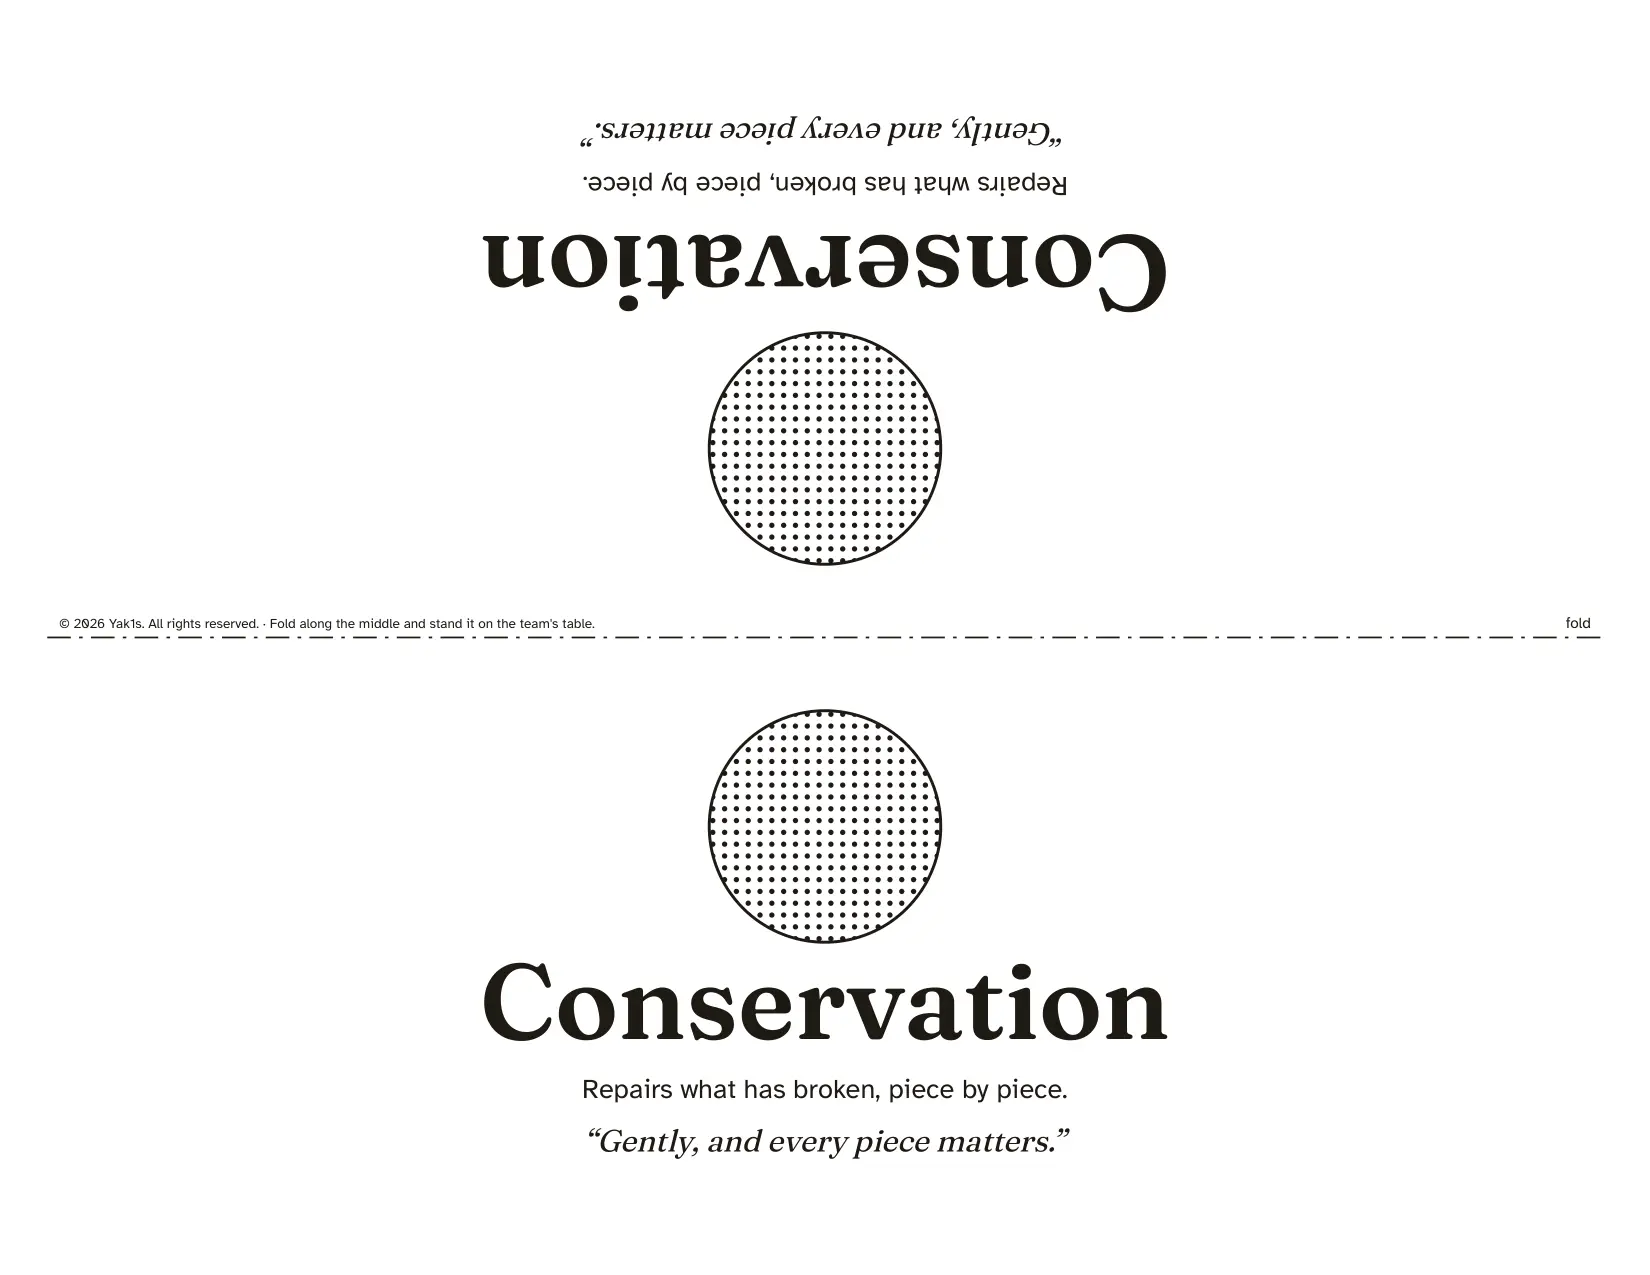 “Gently, and every piece matters.”
Repairs what has broken, piece by piece.
Conservation
© 2026 Yak1s. All rights reserved. · Fold along the middle and stand it on the team's table.
fold
Conservation
Repairs what has broken, piece by piece.
“Gently, and every piece matters.”